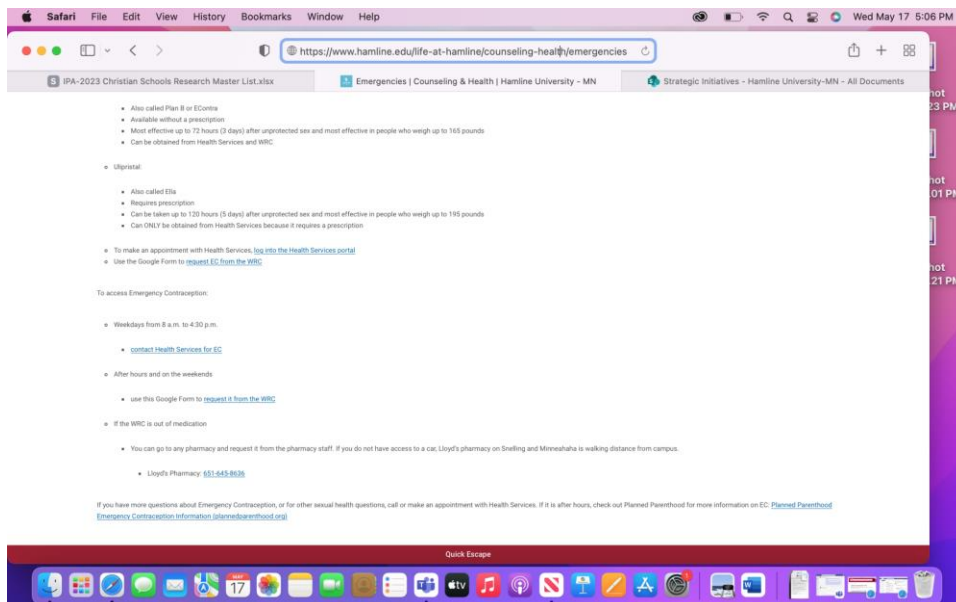 Safari File Edit View History Bookmarks Window Help Wed May 17 5:06 PM
https://www.hamline.edu/life-at-hamline/counseling-health/emergencies
IPA-2023 Christian Schools Research Master List.xlsx
Emergencies | Counseling & Health | Hamline University - MN
Strategic Initiatives - Hamline University-MN - All Documents
Also called Plan B or EContra
Available without a prescription
Most effective up to 72 hours (3 days) after unprotected sex and most effective in people who weigh up to 165 pounds
Can be obtained from Health Services and WRC
Ulipristal:
Also called Ella
Requires prescription
Can be taken up to 120 hours (5 days) after unprotected sex and most effective in people who weigh up to 195 pounds
Can ONLY be obtained from Health Services because it requires a prescription
To make an appointment with Health Services, log into the Health Services portal
Use the Google Form to request EC from the WRC
To access Emergency Contraception:
Weekdays from 8 a.m. to 4:30 p.m.
contact Health Services for EC
After hours and on the weekends
use this Google Form to request it from the WRC
If the WRC is out of medication
You can go to any pharmacy and request it from the pharmacy staff. If you do not have access to a car, Lloyd's pharmacy on Snelling and Minneahaha is walking distance from campus.
Lloyd's Pharmacy: 651-645-8636
If you have more questions about Emergency Contraception, or for other sexual health questions, call or make an appointment with Health Services. If it is after hours, check out Planned Parenthood for more information on EC: Planned Parenthood
Emergency Contraception Information (plannedparenthood.org)
Quick Escape
hot
23 PM
hot
01 PM
hot
21 PM
17
tv